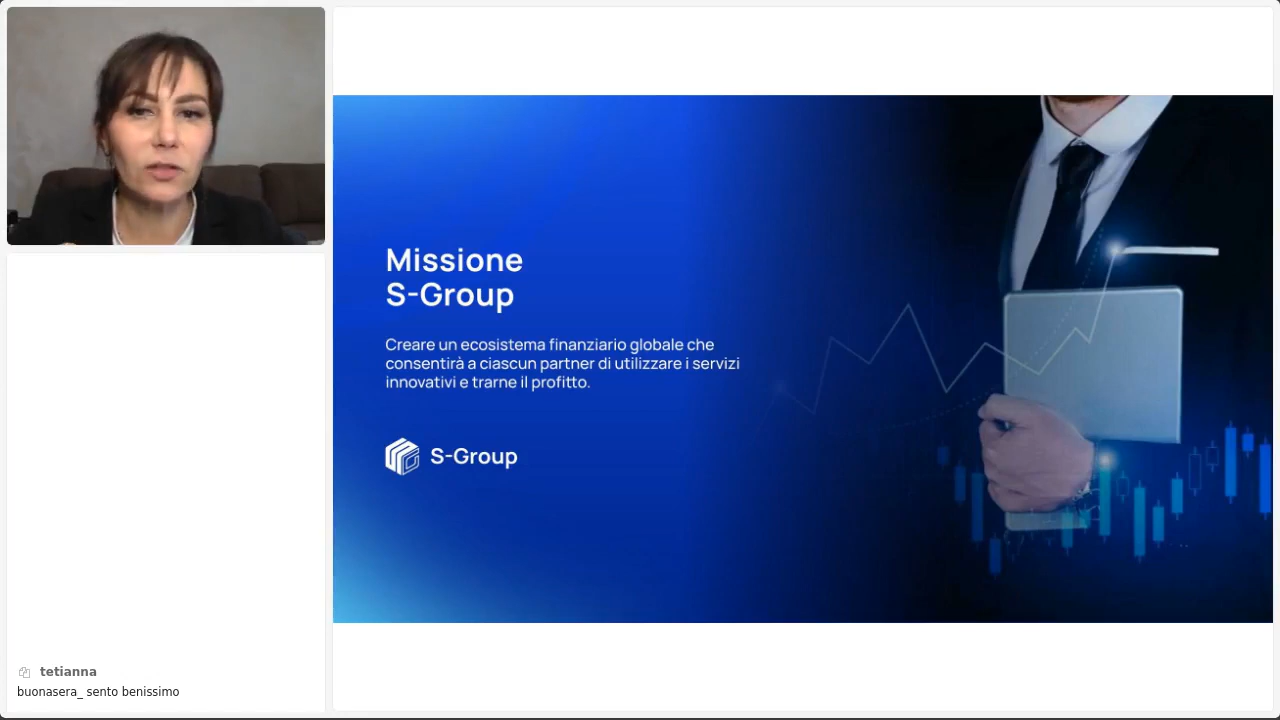 Missione
S-Group
Creare un ecosistema finanziario globale che
consentirà a ciascun partner di utilizzare i servizi
innovativi e trarne il profitto.
S-Group
tetianna
buonasera_ sento benissimo